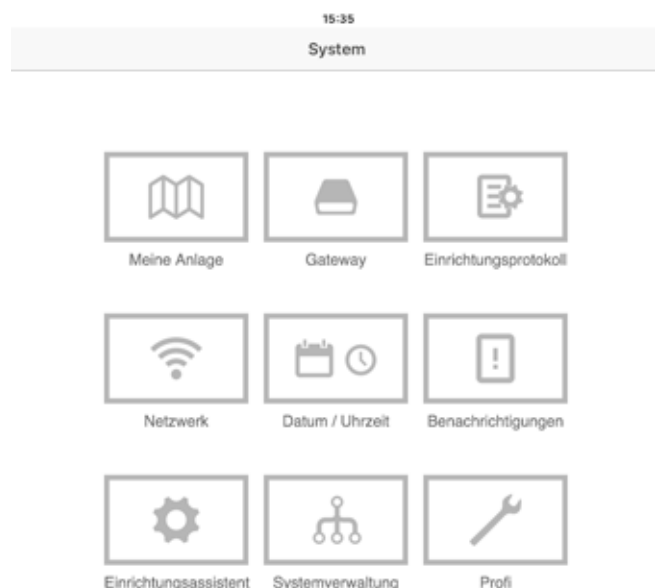 15:35
System
Meine Anlage
Gateway
Einrichtungsprotokoll
Netzwerk
Datum / Uhrzeit
Benachrichtigungen
Einrichtungsassistent
Systemverwaltung
Profi